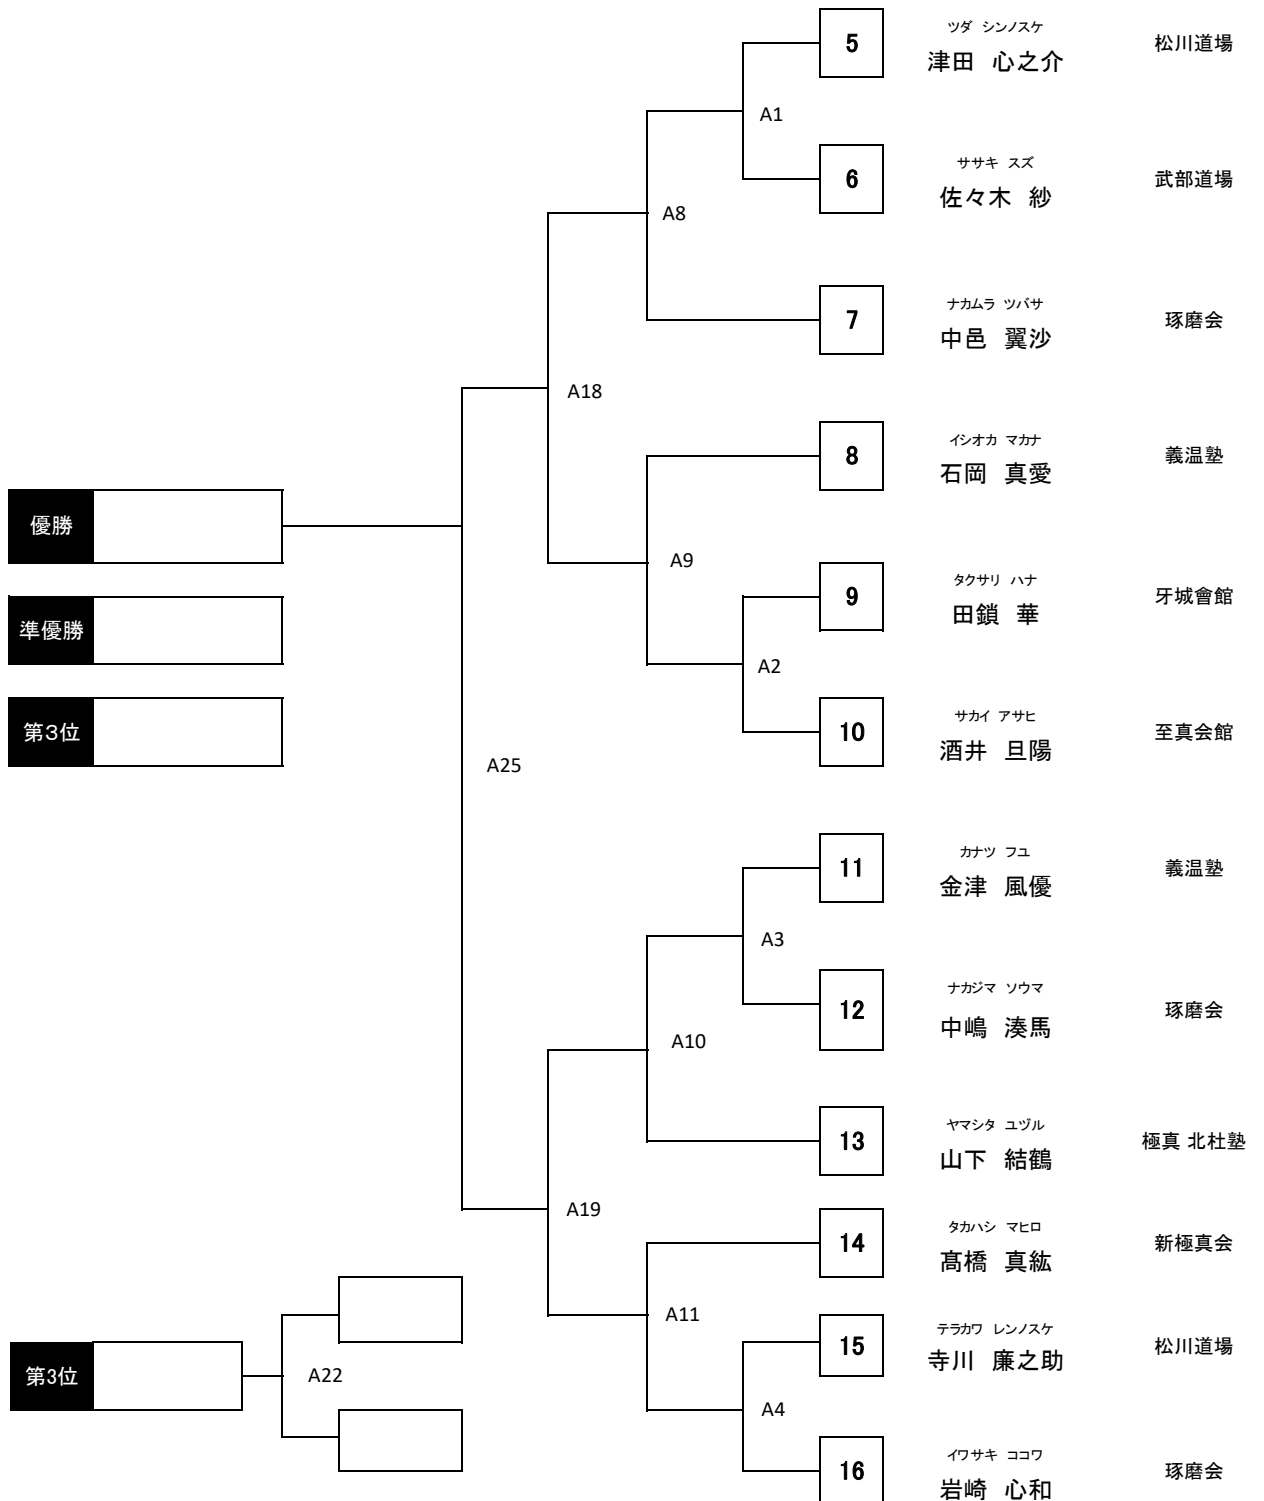 ツダ シンノスケ
5 津田 心之介 松川道場
A1
ササキ スズ
6 佐々木 紗 武部道場
A8
ナカムラ ツバサ
7 中邑 翼沙 琢磨会
A18
イシオカ マカナ
8 石岡 真愛 義温塾
優勝
A9
タクサリ ハナ
9 田鎖 華 牙城會館
準優勝
A2
サカイ アサヒ
10 酒井 旦陽 至真会館
第３位
A25
カナツ フユ
11 金津 風優 義温塾
A3
ナカジマ ソウマ
12 中嶋 湊馬 琢磨会
A10
ヤマシタ ユヅル
13 山下 結鶴 極真 北杜塾
A19
タカハシ マヒロ
14 髙橋 真紘 新極真会
A11
テラカワ レンノスケ
15 寺川 廉之助 松川道場
第3位
A22
A4
イワサキ ココワ
16 岩崎 心和 琢磨会